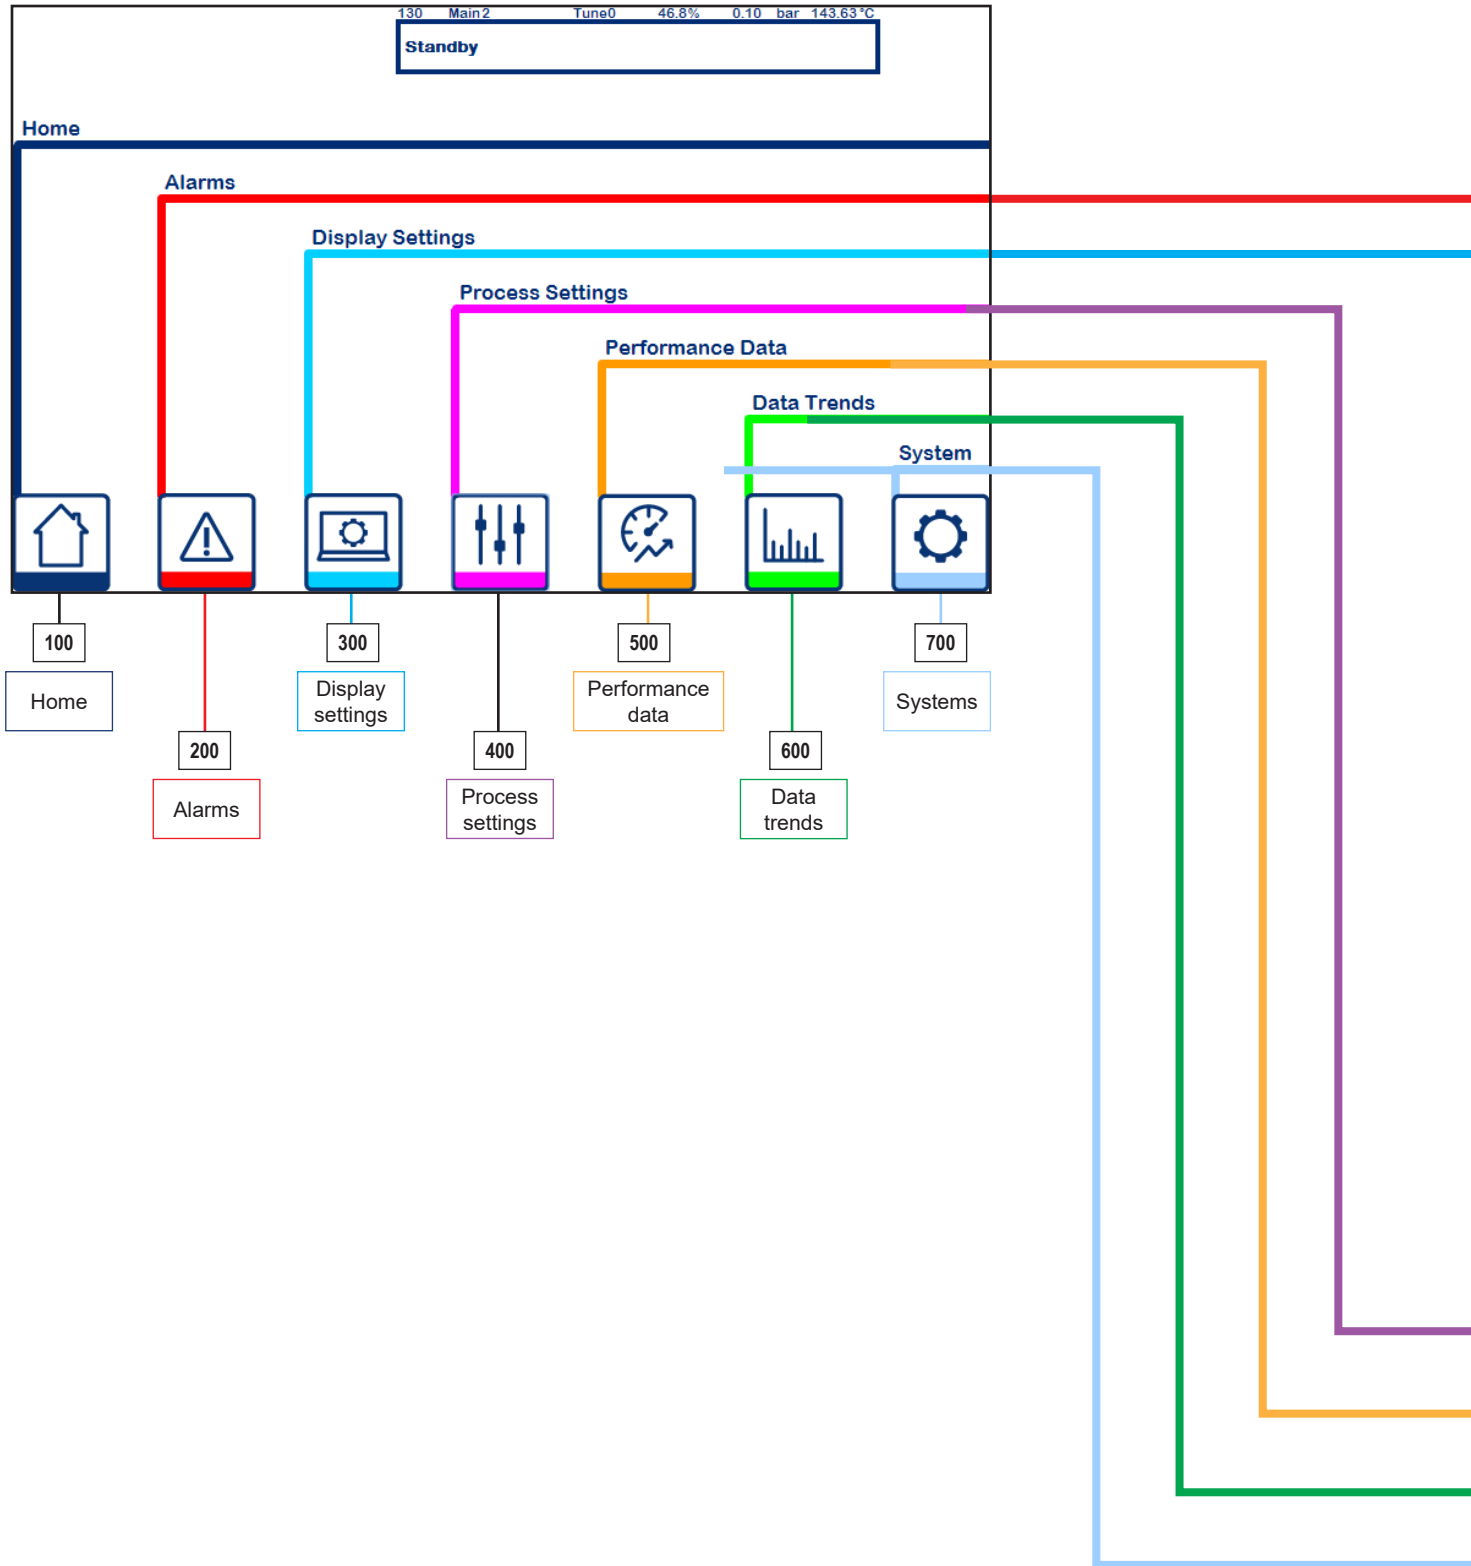 130 Main2 Tune0 46.8% 0.10 bar 143.63°C
Standby
Home
Alarms
Display Settings
Process Settings
Performance Data
Data Trends
System
100
300
500
700
Home
Display
settings
Performance
data
Systems
200
400
600
Alarms
Process
settings
Data
trends